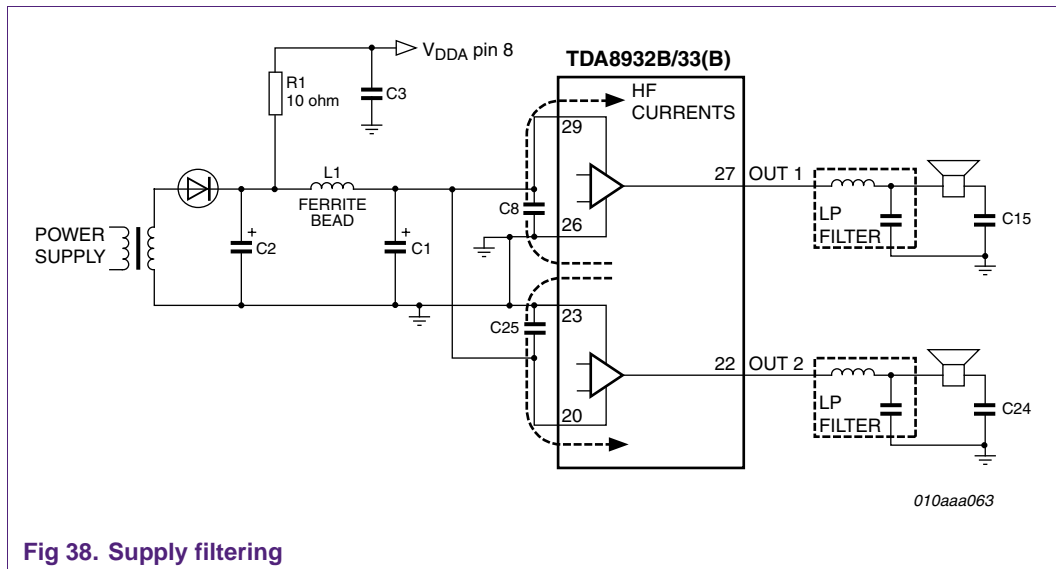 V_DDA pin 8
R1
10 ohm
C3
TDA8932B/33(B)
HF
CURRENTS
29
27
OUT 1
L1
FERRITE
BEAD
C8
26
LP
FILTER
C15
POWER
SUPPLY
+
C2
+
C1
23
C25
22
OUT 2
20
LP
FILTER
C24
010aaa063
Fig 38. Supply filtering